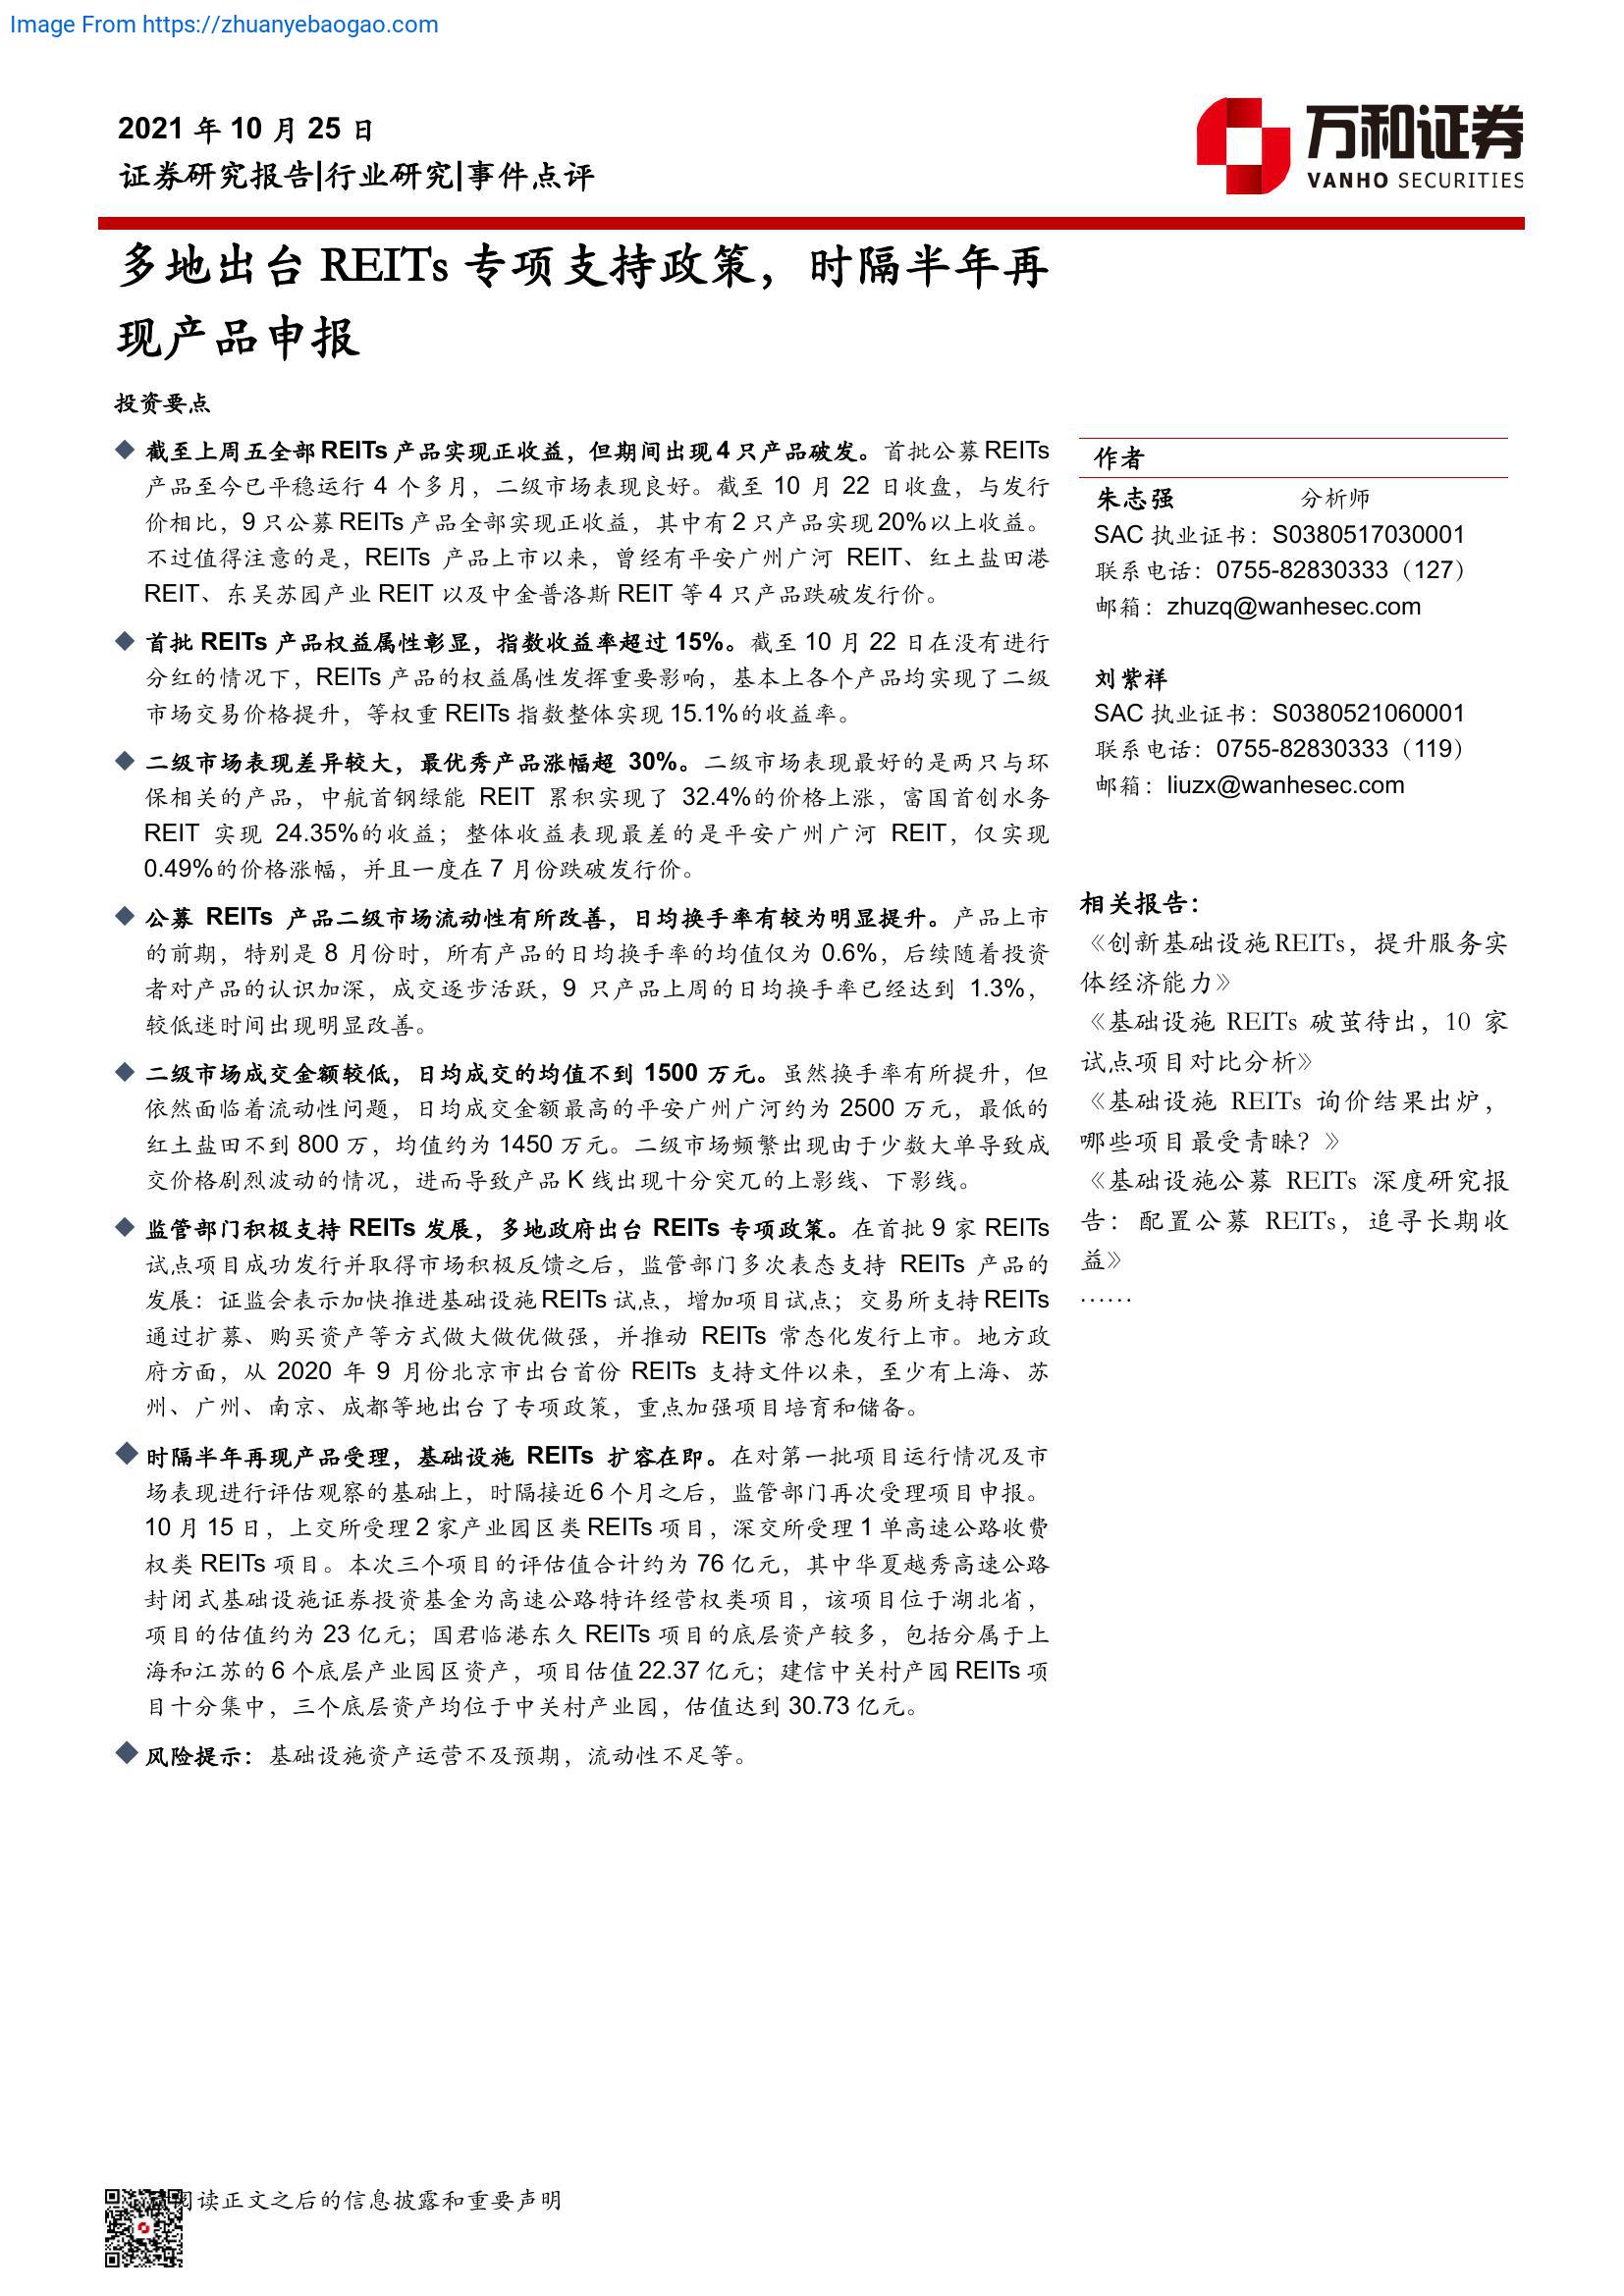 Image From https://zhuanyebaogao.com
2021 年 10 月 25 日
证券研究报告|行业研究|事件点评
万和证券
VANHO SECURITIES
多地出台 REITs 专项支持政策，时隔半年再
现产品申报
投资要点
◆ 截至上周五全部 REITs 产品实现正收益，但期间出现 4 只产品破发。首批公募 REITs
产品至今已平稳运行 4 个多月，二级市场表现良好。截至 10 月 22 日收盘，与发行
价相比，9 只公募 REITs 产品全部实现正收益，其中有 2 只产品实现 20%以上收益。
不过值得注意的是，REITs 产品上市以来，曾经有平安广州广河 REIT、红土盐田港
REIT、东吴苏园产业 REIT 以及中金普洛斯 REIT 等 4 只产品跌破发行价。
◆ 首批 REITs 产品权益属性彰显，指数收益率超过 15%。截至 10 月 22 日在没有进行
分红的情况下，REITs 产品的权益属性发挥重要影响，基本上各个产品均实现了二级
市场交易价格提升，等权重 REITs 指数整体实现 15.1%的收益率。
◆ 二级市场表现差异较大，最优秀产品涨幅超 30%。二级市场表现最好的是两只与环
保相关的产品，中航首钢绿能 REIT 累积实现了 32.4%的价格上涨，富国首创水务
REIT 实现 24.35%的收益；整体收益表现最差的是平安广州广河 REIT，仅实现
0.49%的价格涨幅，并且一度在 7 月份跌破发行价。
◆ 公募 REITs 产品二级市场流动性有所改善，日均换手率有较为明显提升。产品上市
的前期，特别是 8 月份时，所有产品的日均换手率的均值仅为 0.6%，后续随着投资
者对产品的认识加深，成交逐步活跃，9 只产品上周的日均换手率已经达到 1.3%，
较低迷时间出现明显改善。
◆ 二级市场成交金额较低，日均成交的均值不到 1500 万元。虽然换手率有所提升，但
依然面临着流动性问题，日均成交金额最高的平安广州广河约为 2500 万元，最低的
红土盐田不到 800 万，均值约为 1450 万元。二级市场频繁出现由于少数大单导致成
交价格剧烈波动的情况，进而导致产品 K 线出现十分突兀的上影线、下影线。
◆ 监管部门积极支持 REITs 发展，多地政府出台 REITs 专项政策。在首批 9 家 REITs
试点项目成功发行并取得市场积极反馈之后，监管部门多次表态支持 REITs 产品的
发展：证监会表示加快推进基础设施 REITs 试点，增加项目试点；交易所支持 REITs
通过扩募、购买资产等方式做大做优做强，并推动 REITs 常态化发行上市。地方政
府方面，从 2020 年 9 月份北京市出台首份 REITs 支持文件以来，至少有上海、苏
州、广州、南京、成都等地出台了专项政策，重点加强项目培育和储备。
◆ 时隔半年再现产品受理，基础设施 REITs 扩容在即。在对第一批项目运行情况及市
场表现进行评估观察的基础上，时隔接近 6 个月之后，监管部门再次受理项目申报。
10 月 15 日，上交所受理 2 家产业园区类 REITs 项目，深交所受理 1 单高速公路收费
权类 REITs 项目。本次三个项目的评估值合计约为 76 亿元，其中华夏越秀高速公路
封闭式基础设施证券投资基金为高速公路特许经营权类项目，该项目位于湖北省，
项目的估值约为 23 亿元；国君临港东久 REITs 项目的底层资产较多，包括分属于上
海和江苏的 6 个底层产业园区资产，项目估值 22.37 亿元；建信中关村产园 REITs 项
目十分集中，三个底层资产均位于中关村产业园，估值达到 30.73 亿元。
◆ 风险提示：基础设施资产运营不及预期，流动性不足等。
作者
朱志强 分析师
SAC 执业证书：S0380517030001
联系电话：0755-82830333（127）
邮箱：zhuzq@wanhesec.com
刘紫祥
SAC 执业证书：S0380521060001
联系电话：0755-82830333（119）
邮箱：liuzx@wanhesec.com
相关报告：
《创新基础设施 REITs，提升服务实
体经济能力》
《基础设施 REITs 破茧待出，10 家
试点项目对比分析》
《基础设施 REITs 询价结果出炉，
哪些项目最受青睐？》
《基础设施公募 REITs 深度研究报
告：配置公募 REITs，追寻长期收
益》
……
阅读正文之后的信息披露和重要声明